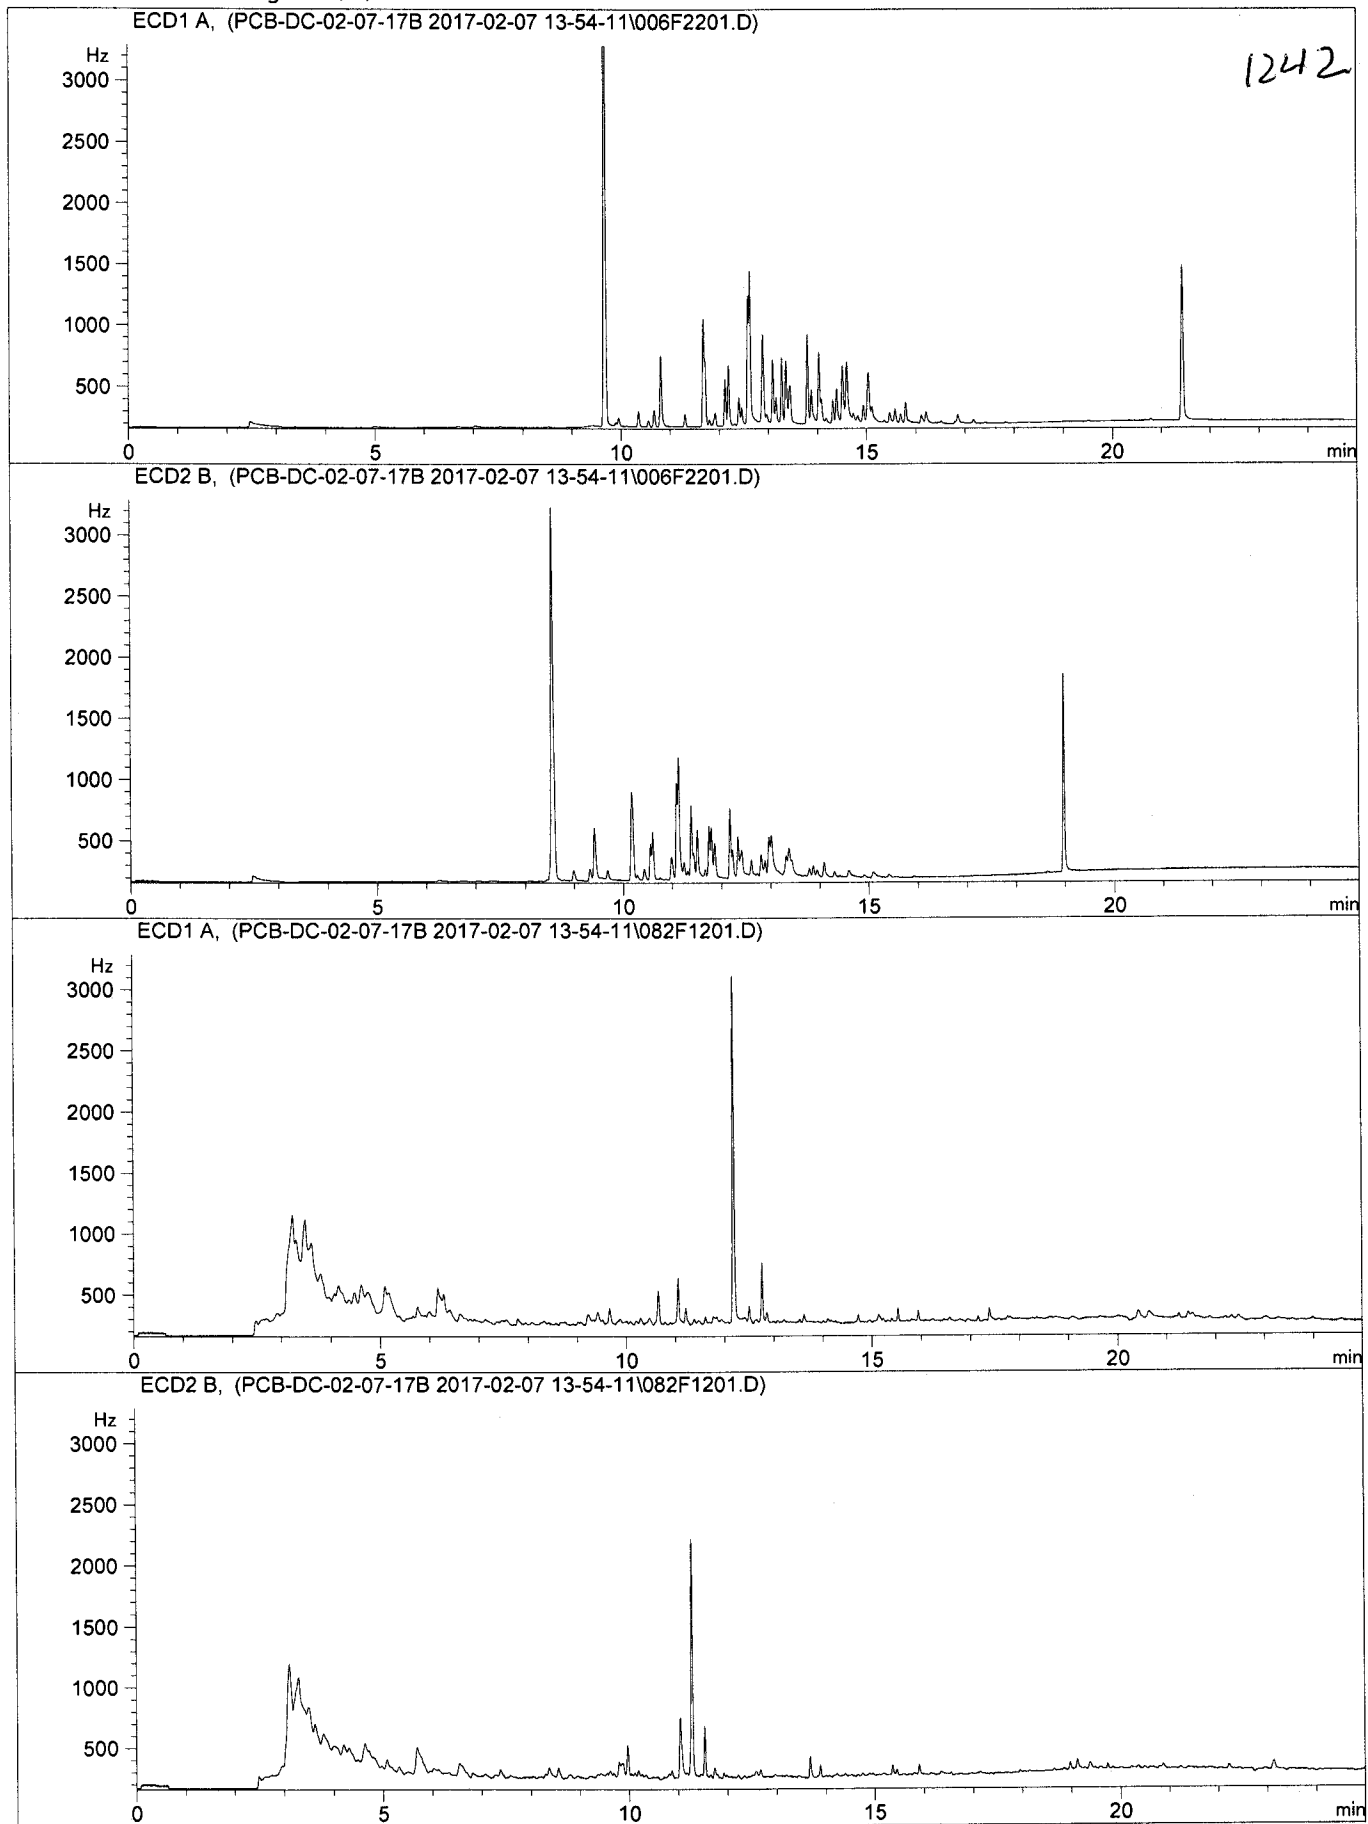 ECD1 A, (PCB-DC-02-07-17B 2017-02-07 13-54-11\006F2201.D)
1242
Hz
3000
2500
2000
1500
1000
500
0 5 10 15 20 min
ECD2 B, (PCB-DC-02-07-17B 2017-02-07 13-54-11\006F2201.D)
Hz
3000
2500
2000
1500
1000
500
0 5 10 15 20 min
ECD1 A, (PCB-DC-02-07-17B 2017-02-07 13-54-11\082F1201.D)
Hz
3000
2500
2000
1500
1000
500
0 5 10 15 20 min
ECD2 B, (PCB-DC-02-07-17B 2017-02-07 13-54-11\082F1201.D)
Hz
3000
2500
2000
1500
1000
500
0 5 10 15 20 min